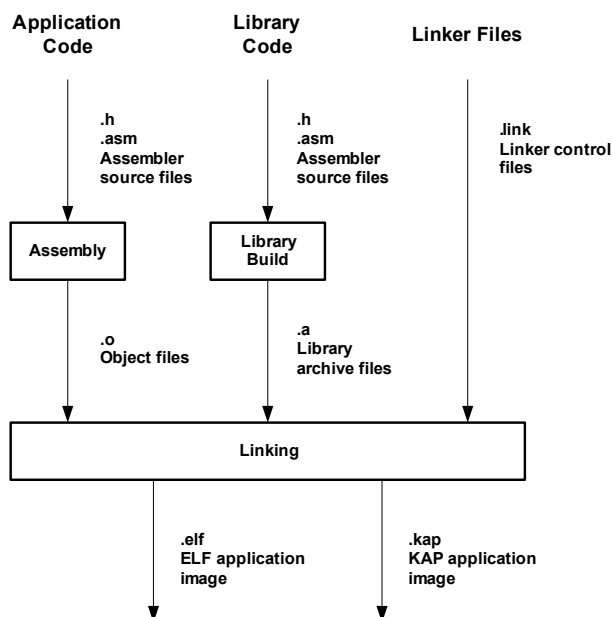 Application
Code
Library
Code
Linker Files
.h
.asm
Assembler
source files
.h
.asm
Assembler
source files
.link
Linker control
files
Assembly
Library
Build
.o
Object files
.a
Library
archive files
Linking
.elf
ELF application
image
.kap
KAP application
image